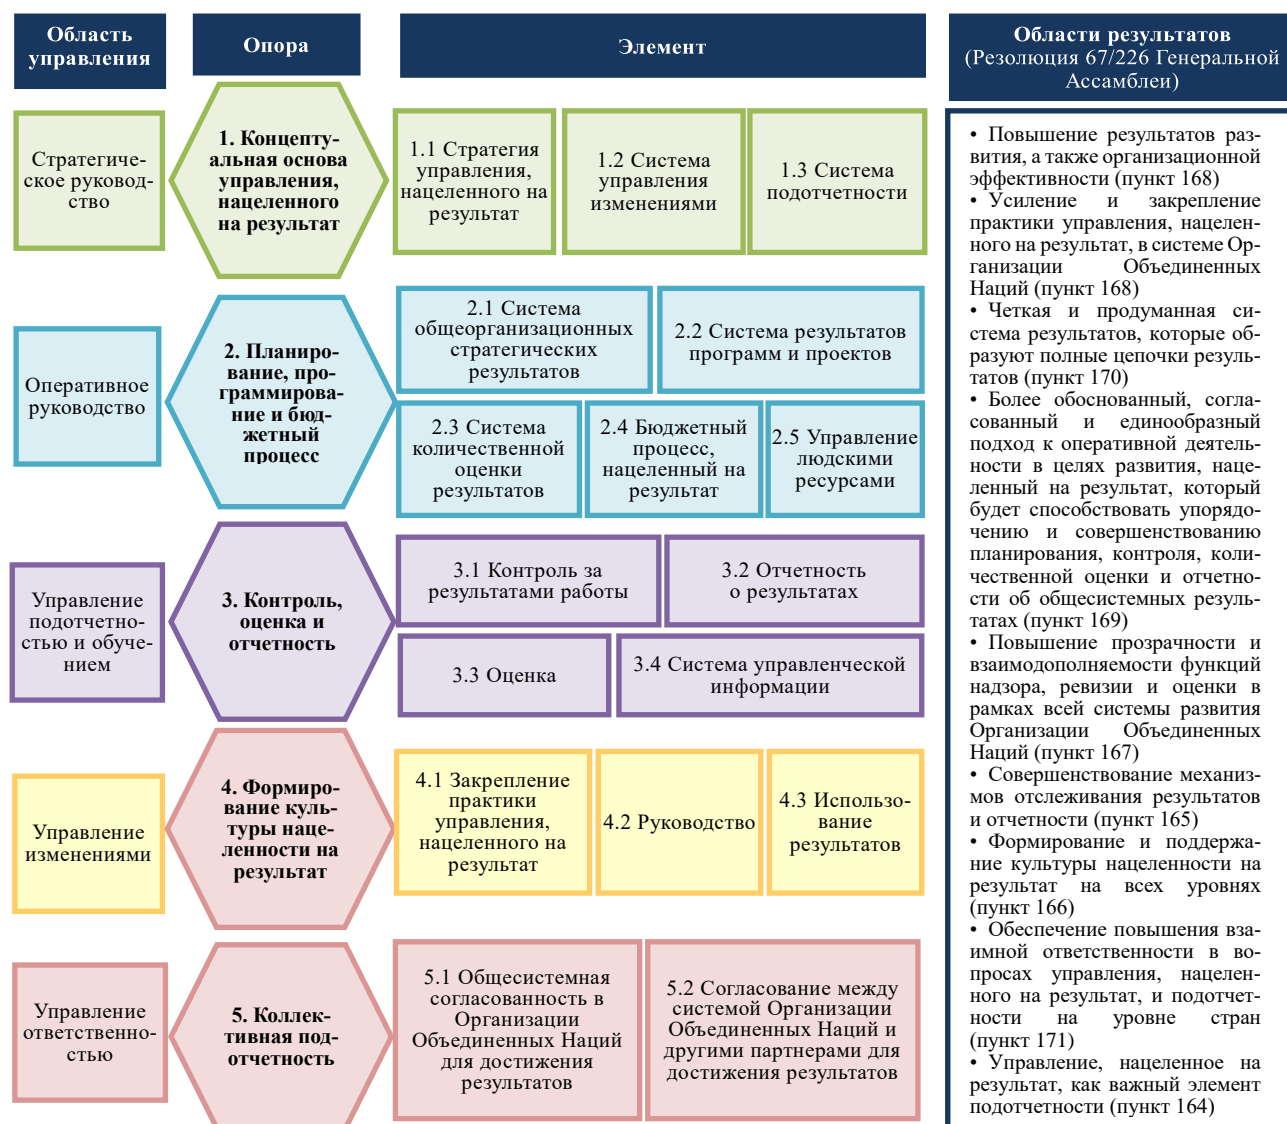 Область
управления
Опора
Элемент
Области результатов
(Резолюция 67/226 Генеральной
Ассамблеи)
Стратегиче-
ское руковод-
ство
1. Концепту-
альная основа
управления,
нацеленного
на результат
1.1 Стратегия
управления,
нацеленного на
результат
1.2 Система
управления
изменениями
1.3 Система
подотчетности
Оперативное
руководство
2. Планиро-
вание, про-
граммирова-
ние и бюд-
жетный
процесс
2.1 Система
общеорганизационных
стратегических
результатов
2.2 Система результатов
программ и проектов
2.3 Система
количественной
оценки
результатов
2.4 Бюджетный
процесс,
нацеленный на
результат
2.5 Управление
людскими
ресурсами
Управление
подотчетно-
стью и обуче-
нием
3. Контроль,
оценка и
отчетность
3.1 Контроль за
результатами работы
3.2 Отчетность
о результатах
3.3 Оценка
3.4 Система управленческой
информации
Управление
изменениями
4. Формиро-
вание куль-
туры наце-
ленности на
результат
4.1 Закрепление
практики
управления,
нацеленного на
результат
4.2 Руководство
4.3 Использо-
вание
результатов
Управление
ответственно-
стью
5. Коллек-
тивная под-
отчетность
5.1 Общесистемная
согласованность в
Организации
Объединенных Наций
для достижения
результатов
5.2 Согласование между
системой Организации
Объединенных Наций и
другими партнерами для
достижения результатов
• Повышение результатов раз-
вития, а также организационной
эффективности (пункт 168)
• Усиление и закрепление
практики управления, нацелен-
ного на результат, в системе Ор-
ганизации Объединенных
Наций (пункт 168)
• Четкая и продуманная си-
стема результатов, которые об-
разуют полные цепочки резуль-
татов (пункт 170)
• Более обоснованный, согла-
сованный и единообразный
подход к оперативной деятель-
ности в целях развития, наце-
ленный на результат, который
будет способствовать упорядо-
чению и совершенствованию
планирования, контроля, коли-
чественной оценки и отчетно-
сти об общесистемных резуль-
татах (пункт 169)
• Повышение прозрачности и
взаимодополняемости функций
надзора, ревизии и оценки в
рамках всей системы развития
Организации Объединенных
Наций (пункт 167)
• Совершенствование механиз-
мов отслеживания результатов
и отчетности (пункт 165)
• Формирование и поддержа-
ние культуры нацеленности на
результат на всех уровнях
(пункт 166)
• Обеспечение повышения вза-
имной ответственности в во-
просах управления, нацелен-
ного на результат, и подотчет-
ности на уровне стран
(пункт 171)
• Управление, нацеленное на
результат, как важный элемент
подотчетности (пункт 164)